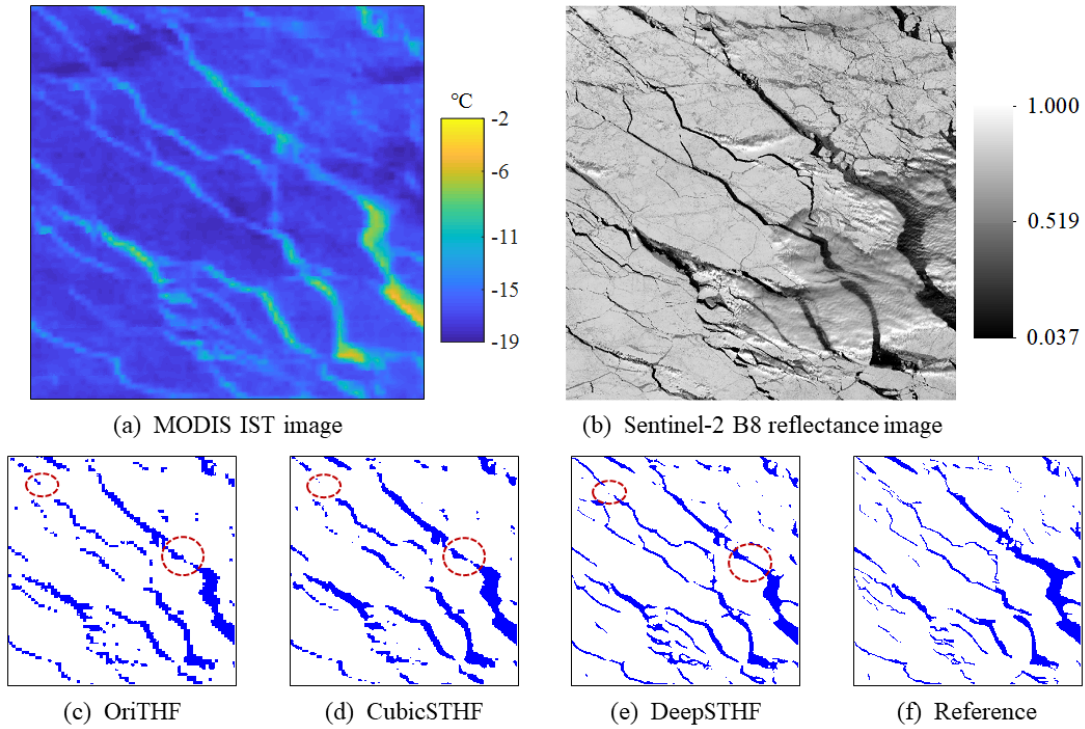 °C
-2
-6
-11
-15
-19
1.000
0.519
0.037
(a) MODIS IST image
(b) Sentinel-2 B8 reflectance image
(c) OriTHF
(d) CubicSTHF
(e) DeepSTHF
(f) Reference